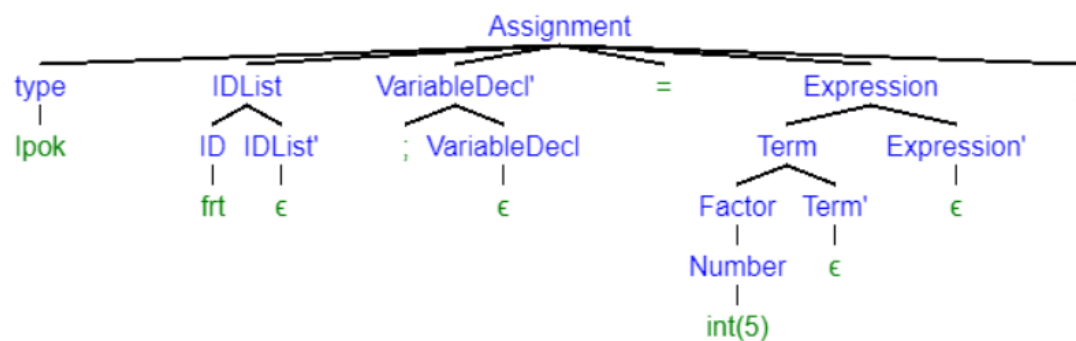 Assignment
type IDList VariableDecl' = Expression
Ipok ID IDList' ; VariableDecl Term Expression'
frt ϵ ϵ Factor Term' ϵ
Number ϵ
int(5)